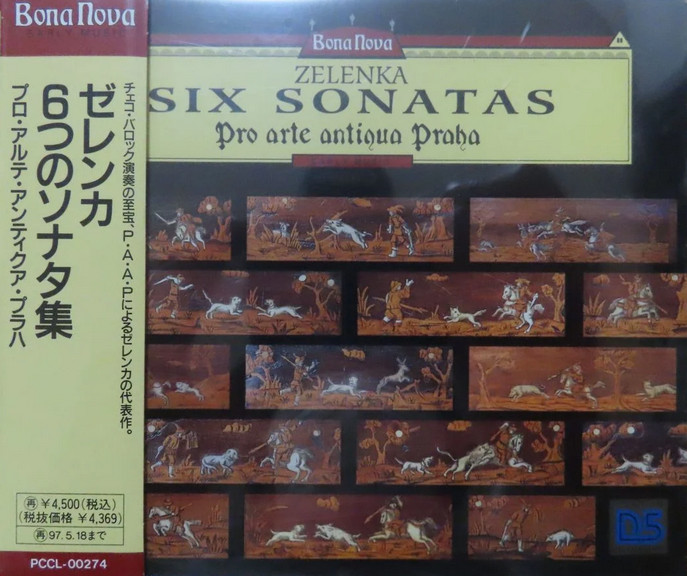 Bona Nova
EARLY MUSIC
チェコ・バロック演奏の至宝、P・A・A・Pによるゼレンカの代表作。
ゼレンカ
6つのソナタ集
プロ・アルテ・アンティクア・プラハ
再 ¥4,500(税込)
(税抜価格 ¥4,369)
再 97.5.18まで
PCCL-00274
Bona Nova
ZELENKA
SIX SONATAS
Pro arte antiqua Praha
EARLY MUSIC